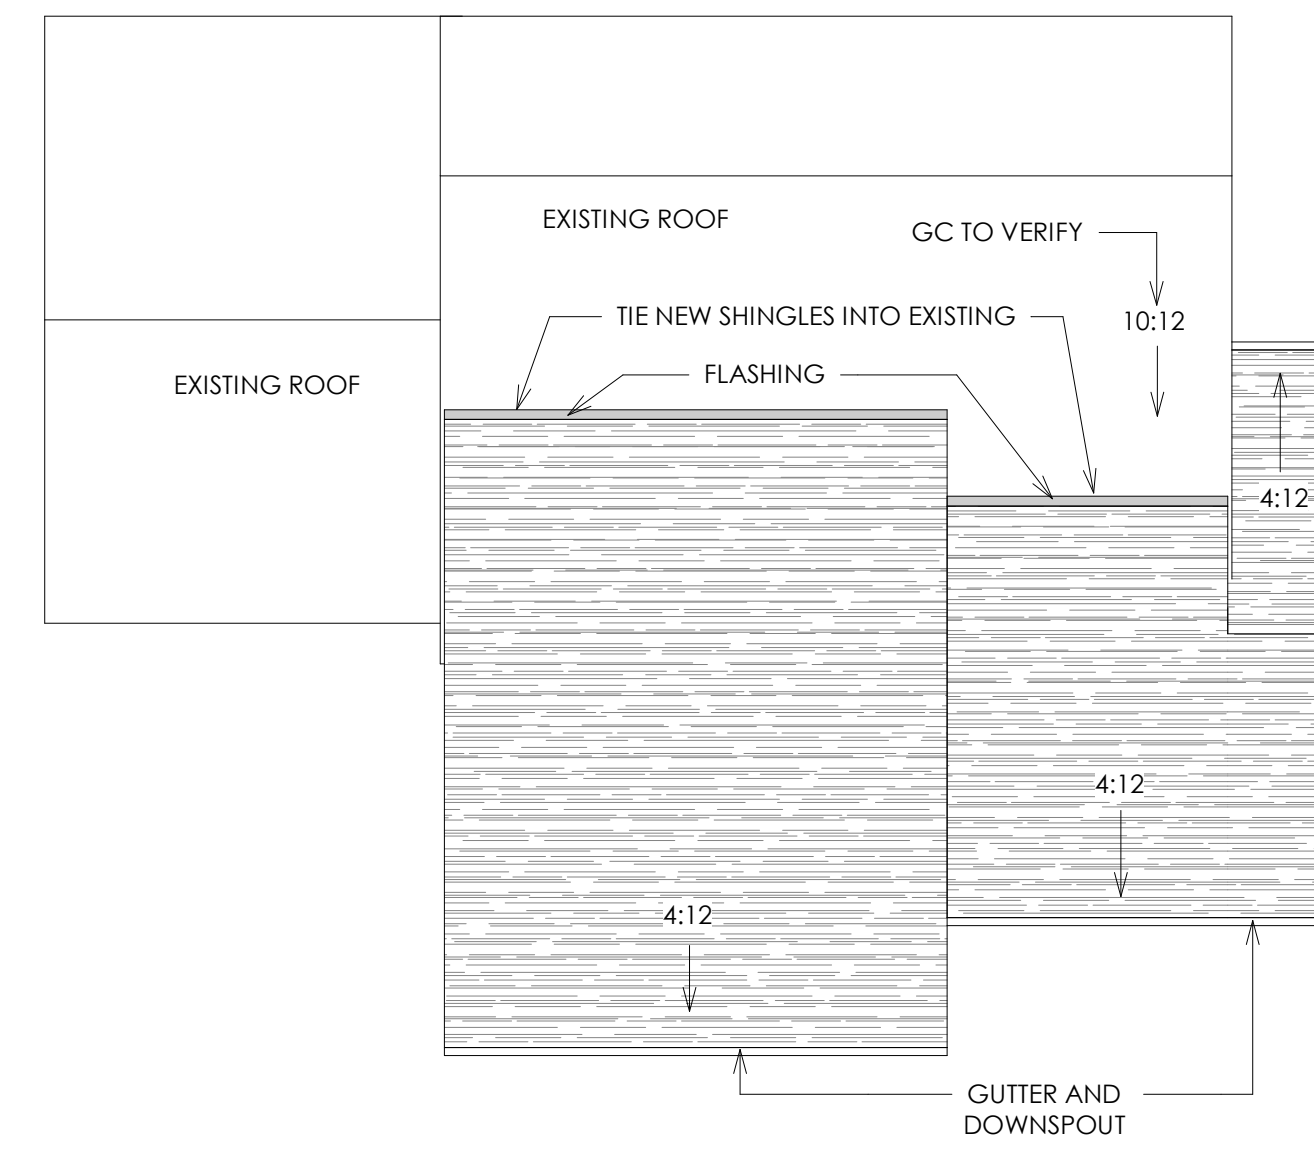 EXISTING ROOF
GC TO VERIFY
TIE NEW SHINGLES INTO EXISTING
10:12
FLASHING
EXISTING ROOF
4:12
4:12
4:12
GUTTER AND
DOWNSPOUT